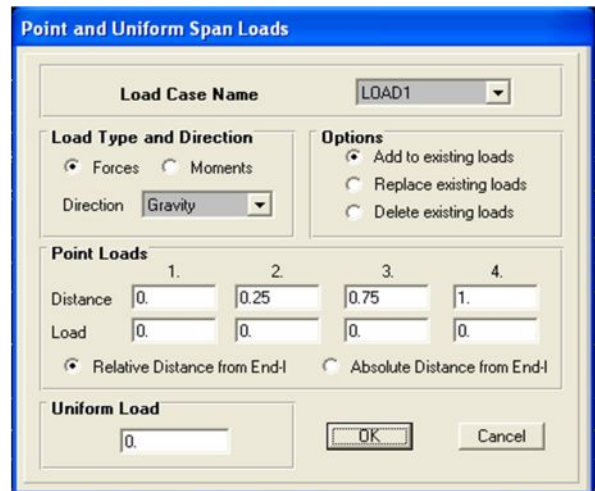 Point and Uniform Span Loads
Load Case Name LOAD1
Load Type and Direction
Forces Moments
Direction Gravity
Options
Add to existing loads
Replace existing loads
Delete existing loads
Point Loads
1. 2. 3. 4.
Distance 0. 0.25 0.75 1.
Load 0. 0. 0. 0.
Relative Distance from End-I Absolute Distance from End-I
Uniform Load
0.
OK Cancel